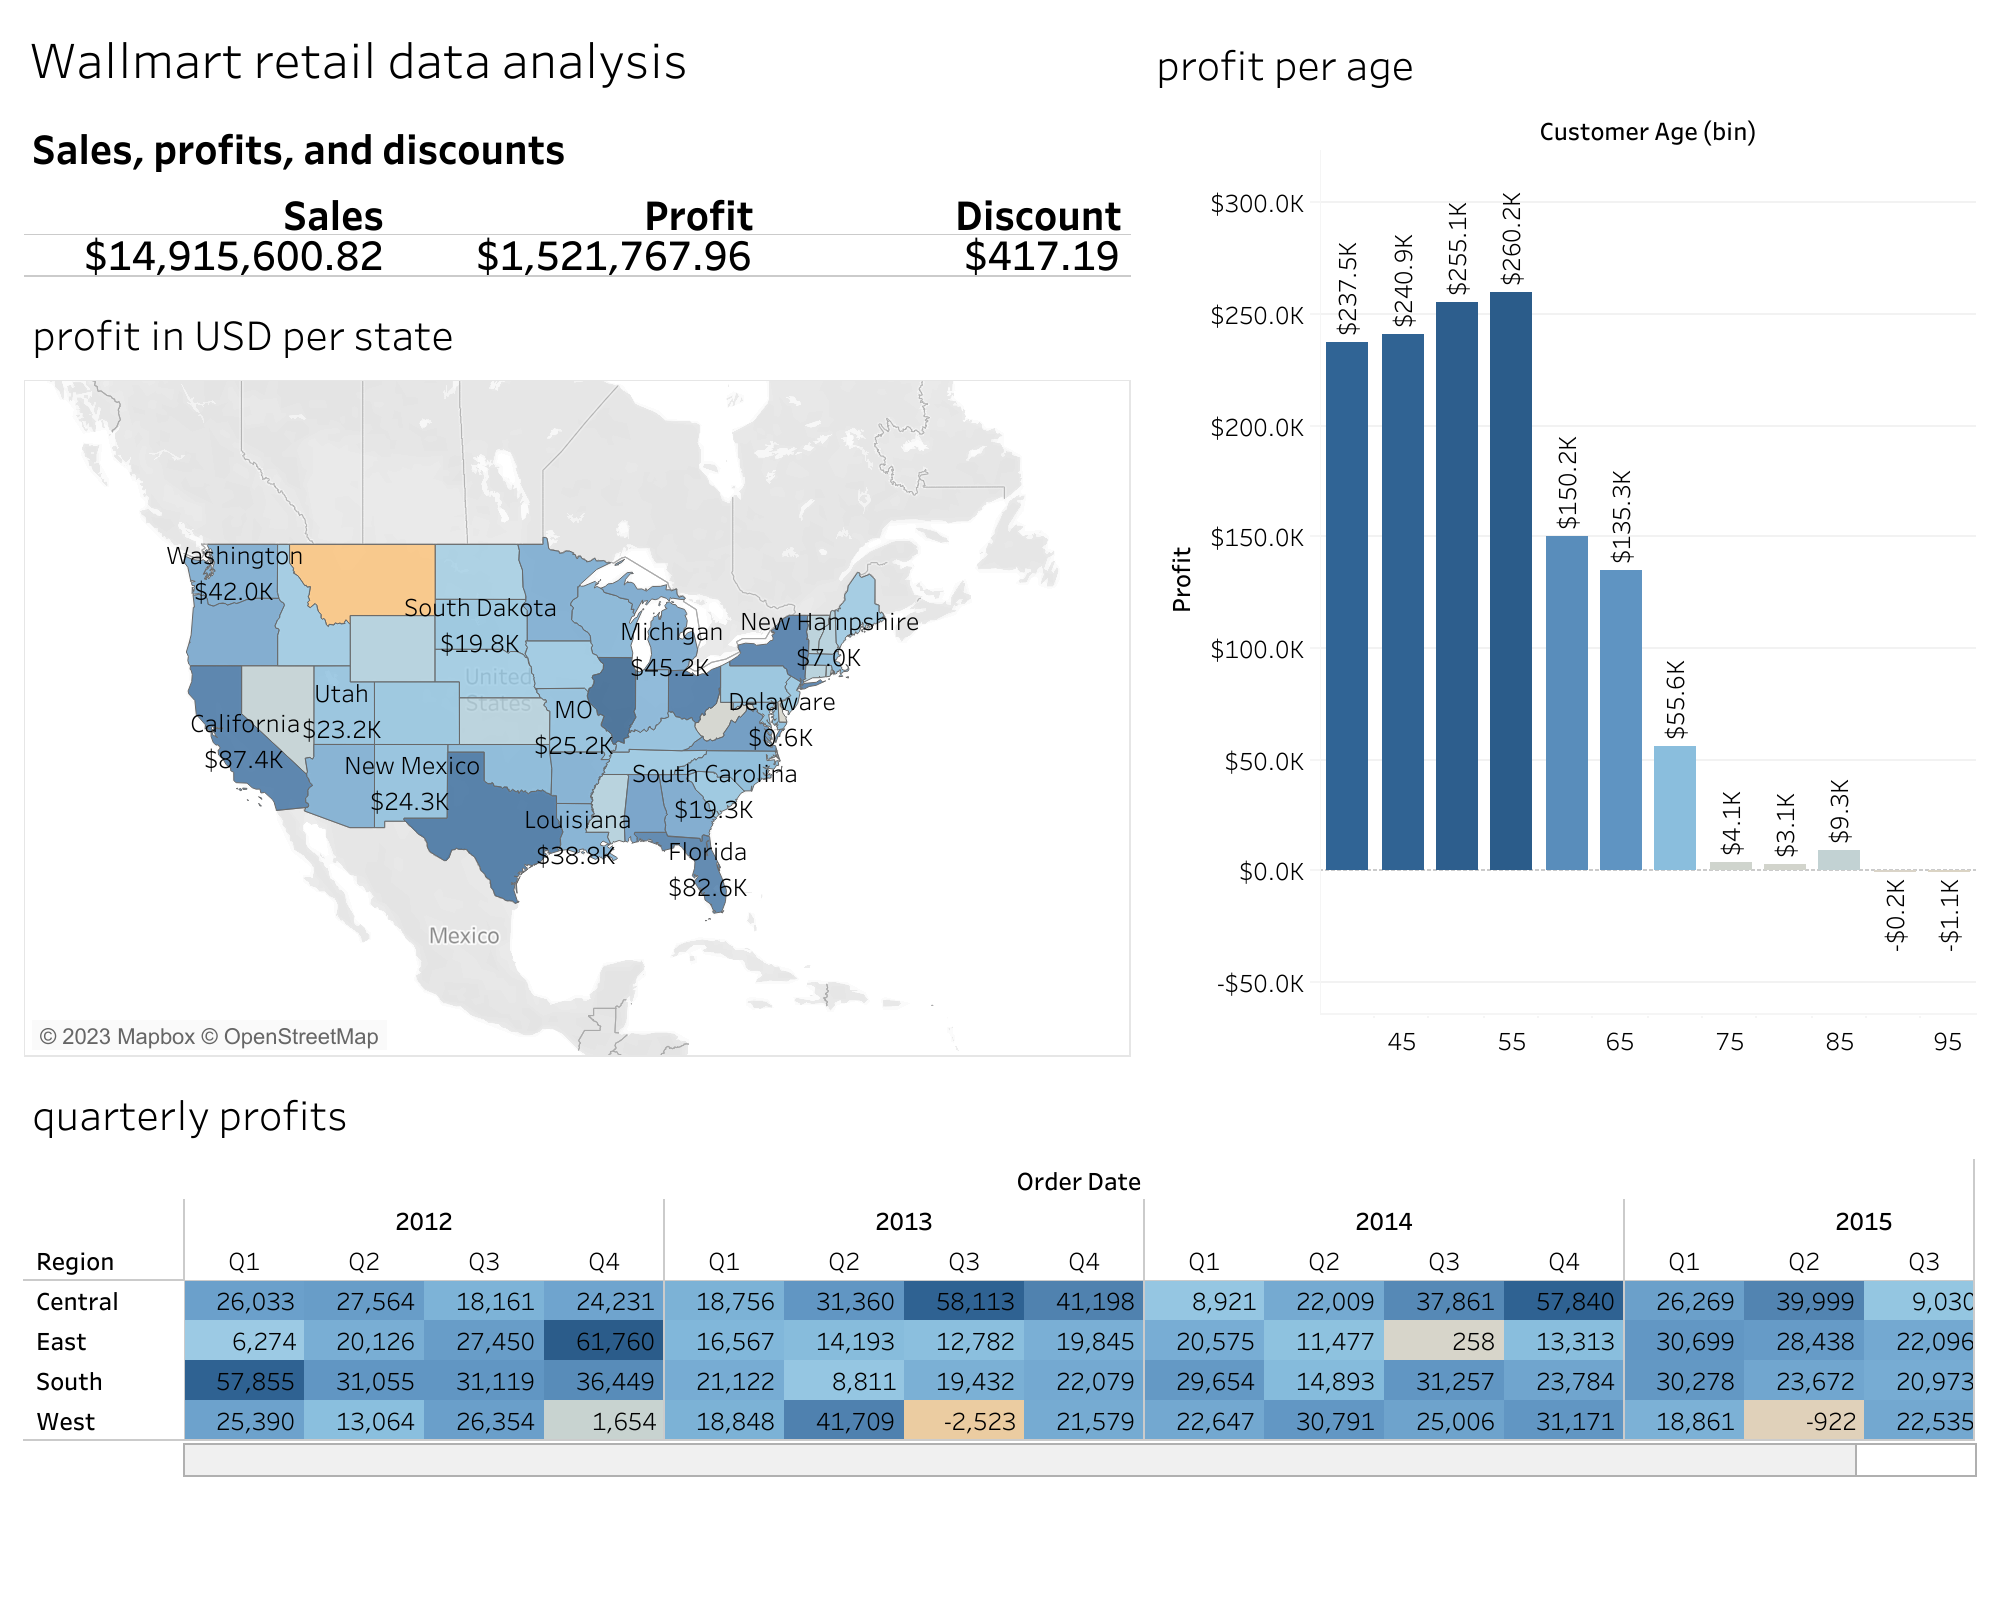 Wallmart retail data analysis
Sales, profits, and discounts
Sales Profit Discount
$14,915,600.82 $1,521,767.96 $417.19
profit in USD per state
Washington
$42.0K
South Dakota
$19.8K
Michigan
$45.2K
New Hampshire
$7.0K
United
States
Utah
$23.2K
California
$87.4K
MO
$25.2K
Delaware
$0.6K
New Mexico
$24.3K
South Carolina
$19.3K
Louisiana
$38.8K
Florida
$82.6K
Mexico
© 2023 Mapbox © OpenStreetMap
profit per age
Customer Age (bin)
Profit
$300.0K
$250.0K
$200.0K
$150.0K
$100.0K
$50.0K
$0.0K
-$50.0K
$237.5K
$240.9K
$255.1K
$260.2K
$150.2K
$135.3K
$55.6K
$4.1K
$3.1K
$9.3K
-$0.2K
-$1.1K
45 55 65 75 85 95
quarterly profits
Order Date
2012 2013 2014 2015
Region Q1 Q2 Q3 Q4 Q1 Q2 Q3 Q4 Q1 Q2 Q3 Q4 Q1 Q2 Q3
Central 26,033 27,564 18,161 24,231 18,756 31,360 58,113 41,198 8,921 22,009 37,861 57,840 26,269 39,999 9,030
East 6,274 20,126 27,450 61,760 16,567 14,193 12,782 19,845 20,575 11,477 258 13,313 30,699 28,438 22,096
South 57,855 31,055 31,119 36,449 21,122 8,811 19,432 22,079 29,654 14,893 31,257 23,784 30,278 23,672 20,973
West 25,390 13,064 26,354 1,654 18,848 41,709 -2,523 21,579 22,647 30,791 25,006 31,171 18,861 -922 22,535